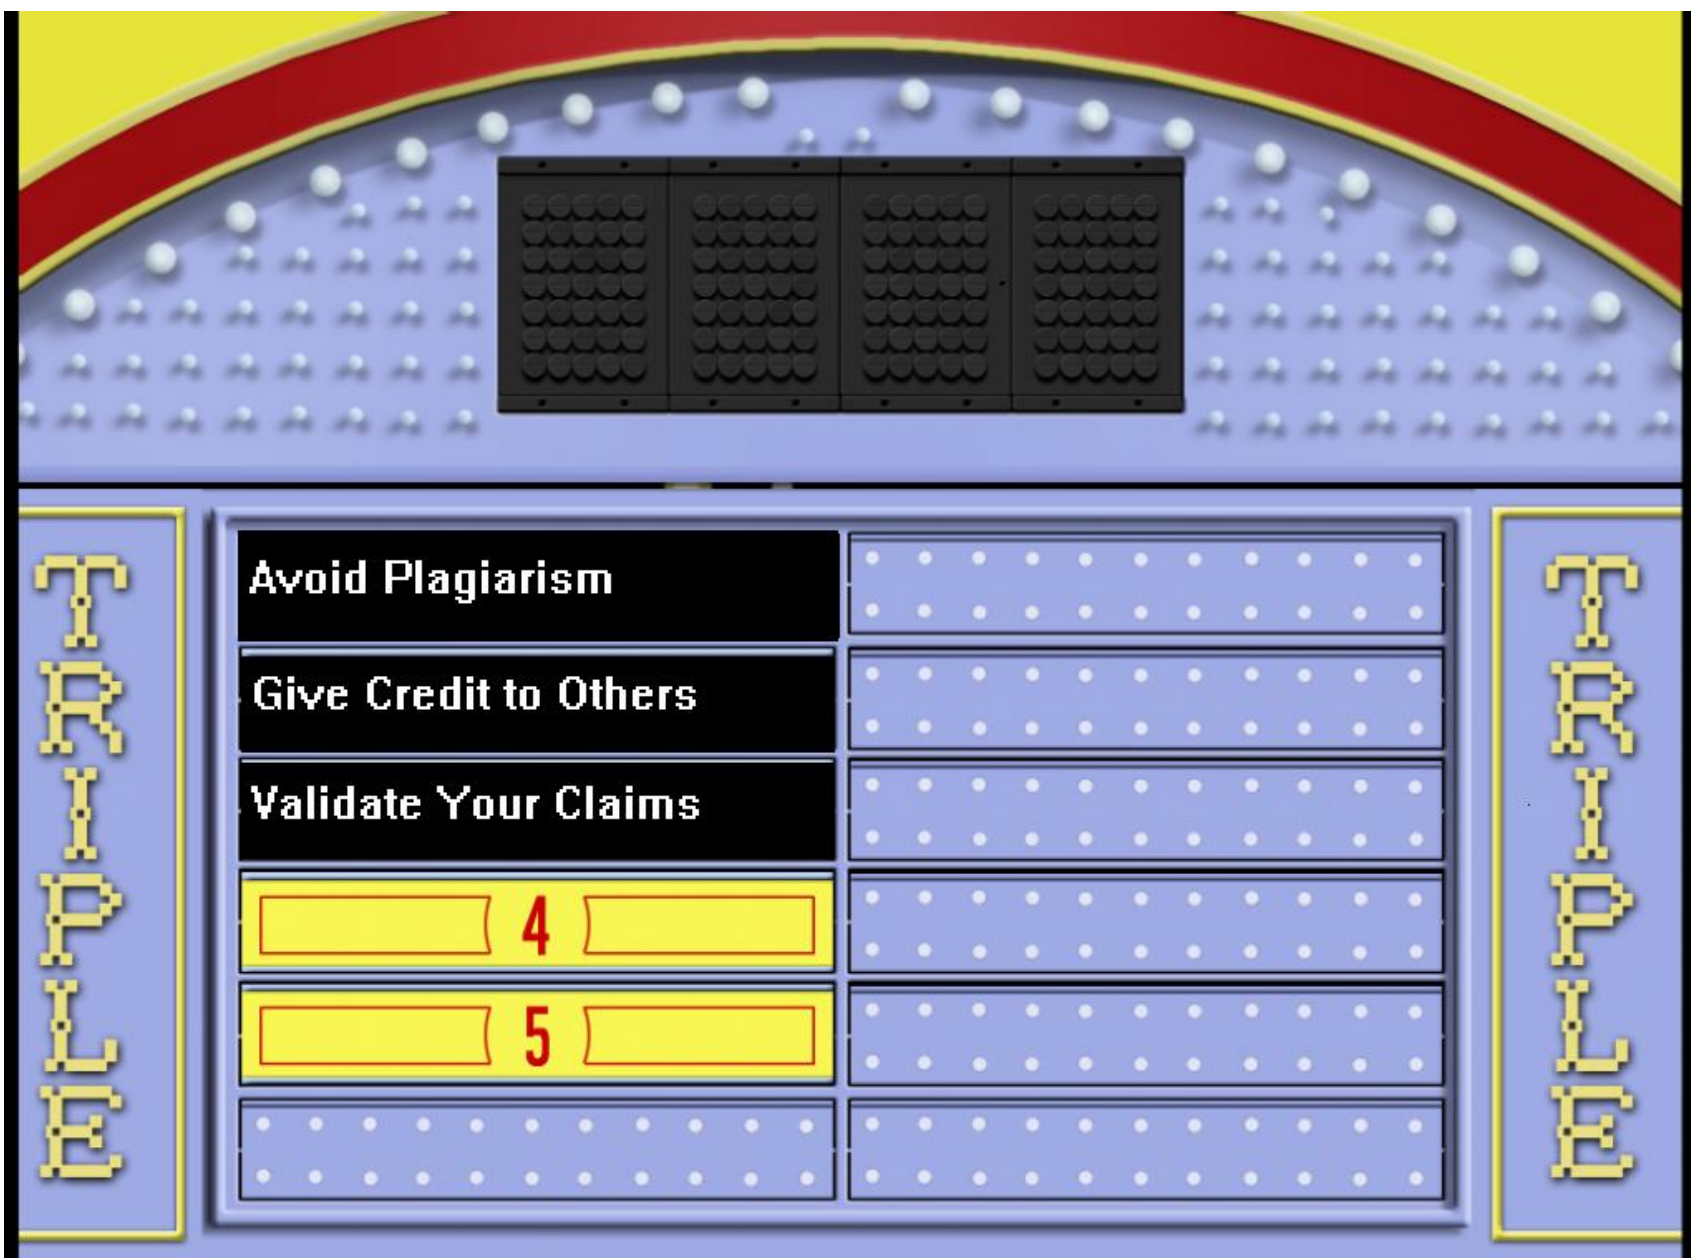 TRIPLE
Avoid Plagiarism
Give Credit to Others
Validate Your Claims
4
5
TRIPLE